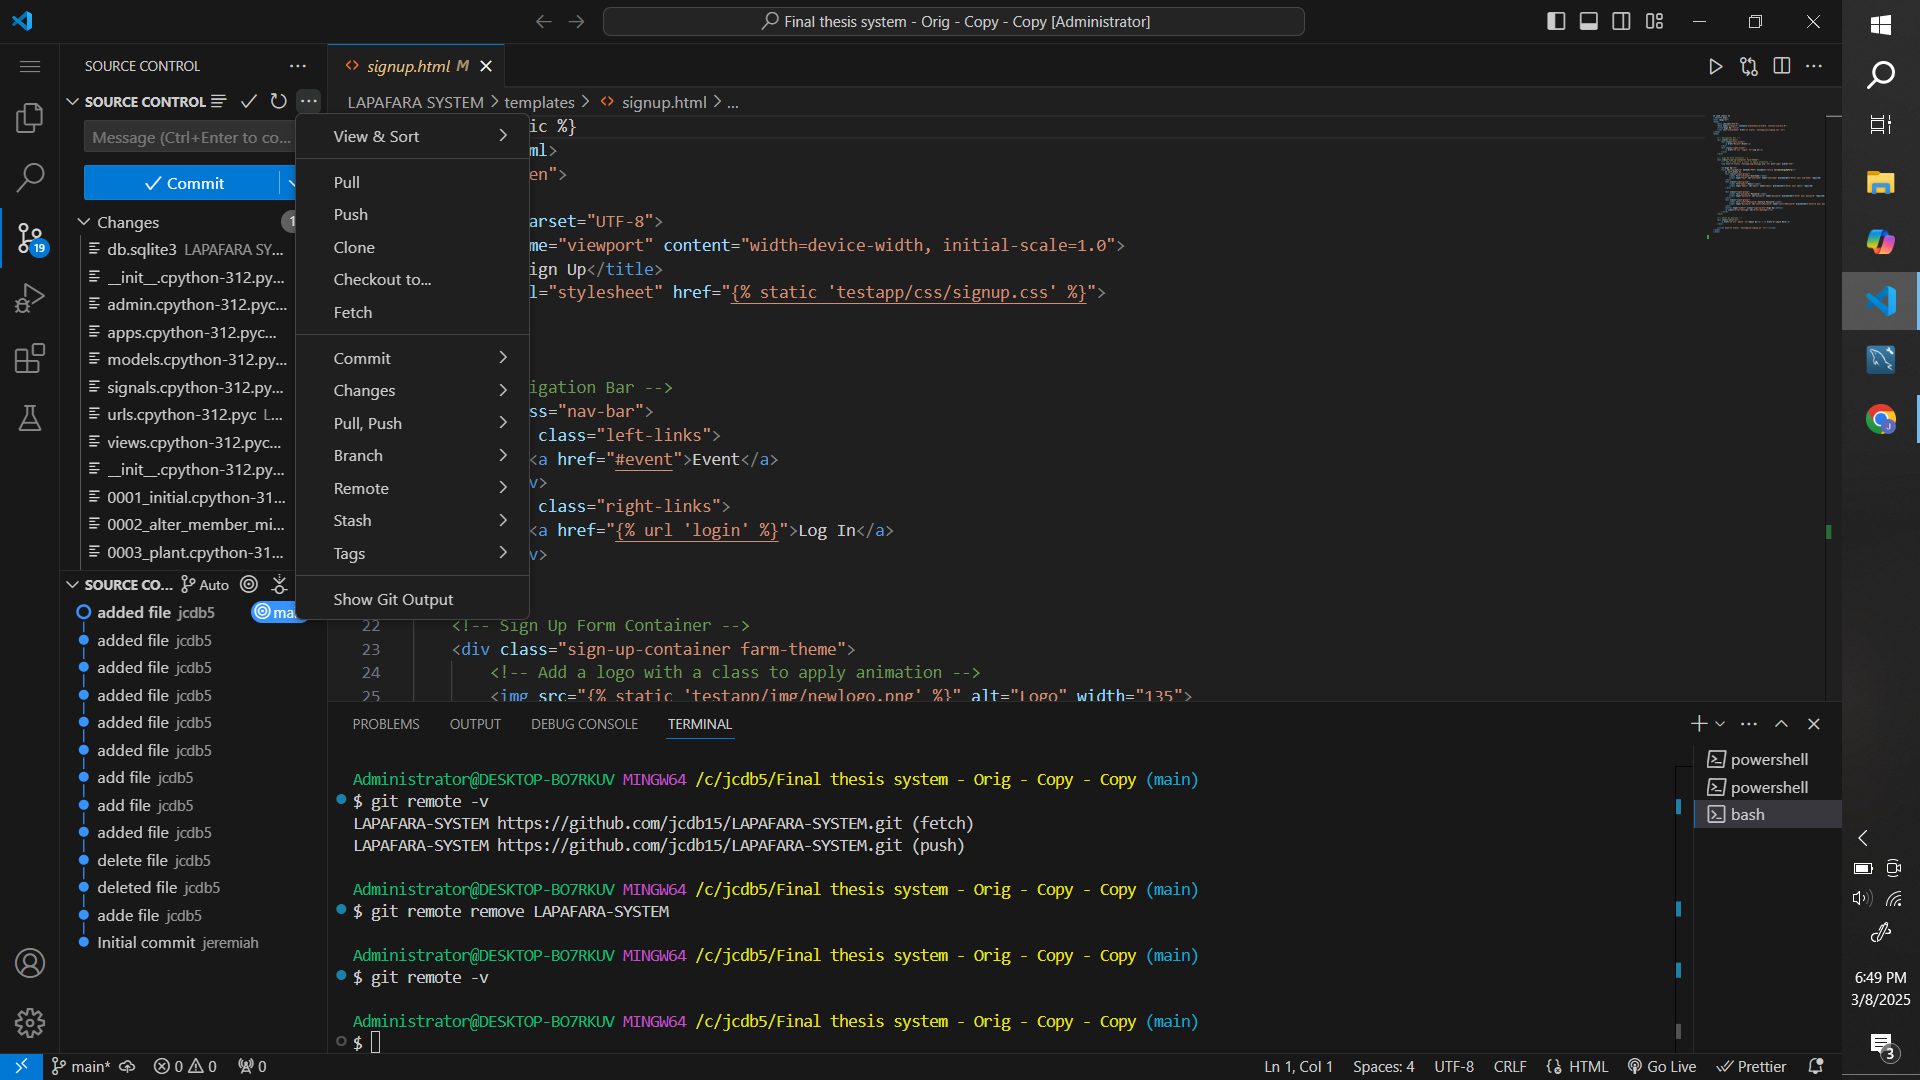 Final thesis system - Orig - Copy - Copy [Administrator]
SOURCE CONTROL
SOURCE CONTROL
Message (Ctrl+Enter to co...
Commit
Changes
1
db.sqlite3 LAPAFARA SY...
__init__.cpython-312.py...
admin.cpython-312.pyc...
apps.cpython-312.pyc...
models.cpython-312.py...
signals.cpython-312.py...
urls.cpython-312.pyc L...
views.cpython-312.pyc...
__init__.cpython-312.py...
0001_initial.cpython-31...
0002_alter_member_mi...
0003_plant.cpython-31...
19
SOURCE CO... Auto
added file jcdb5 mai
added file jcdb5
added file jcdb5
added file jcdb5
added file jcdb5
added file jcdb5
add file jcdb5
add file jcdb5
added file jcdb5
delete file jcdb5
deleted file jcdb5
adde file jcdb5
Initial commit jeremiah
View & Sort
Pull
Push
Clone
Checkout to...
Fetch
Commit
Changes
Pull, Push
Branch
Remote
Stash
Tags
Show Git Output
signup.html M
LAPAFARA SYSTEM > templates > signup.html > ...
ic %}
ml>
en">
arset="UTF-8">
me="viewport" content="width=device-width, initial-scale=1.0">
ign Up</title>
l="stylesheet" href="{% static 'testapp/css/signup.css' %}">
igation Bar -->
ss="nav-bar">
class="left-links">
<a href="#event">Event</a>
v>
class="right-links">
<a href="{% url 'login' %}">Log In</a>
v>
22 <!-- Sign Up Form Container -->
23 <div class="sign-up-container farm-theme">
24 <!-- Add a logo with a class to apply animation -->
25 <img src="{% static 'testapp/img/newlogo.png' %}" alt="Logo" width="135">
PROBLEMS OUTPUT DEBUG CONSOLE TERMINAL
Administrator@DESKTOP-BO7RKUV MINGW64 /c/jcdb5/Final thesis system - Orig - Copy - Copy (main)
$ git remote -v
LAPAFARA-SYSTEM https://github.com/jcdb15/LAPAFARA-SYSTEM.git (fetch)
LAPAFARA-SYSTEM https://github.com/jcdb15/LAPAFARA-SYSTEM.git (push)
Administrator@DESKTOP-BO7RKUV MINGW64 /c/jcdb5/Final thesis system - Orig - Copy - Copy (main)
$ git remote remove LAPAFARA-SYSTEM
Administrator@DESKTOP-BO7RKUV MINGW64 /c/jcdb5/Final thesis system - Orig - Copy - Copy (main)
$ git remote -v
Administrator@DESKTOP-BO7RKUV MINGW64 /c/jcdb5/Final thesis system - Orig - Copy - Copy (main)
$
powershell
powershell
bash
main* 0 0 0
Ln 1, Col 1 Spaces: 4 UTF-8 CRLF HTML Go Live Prettier
6:49 PM
3/8/2025
3